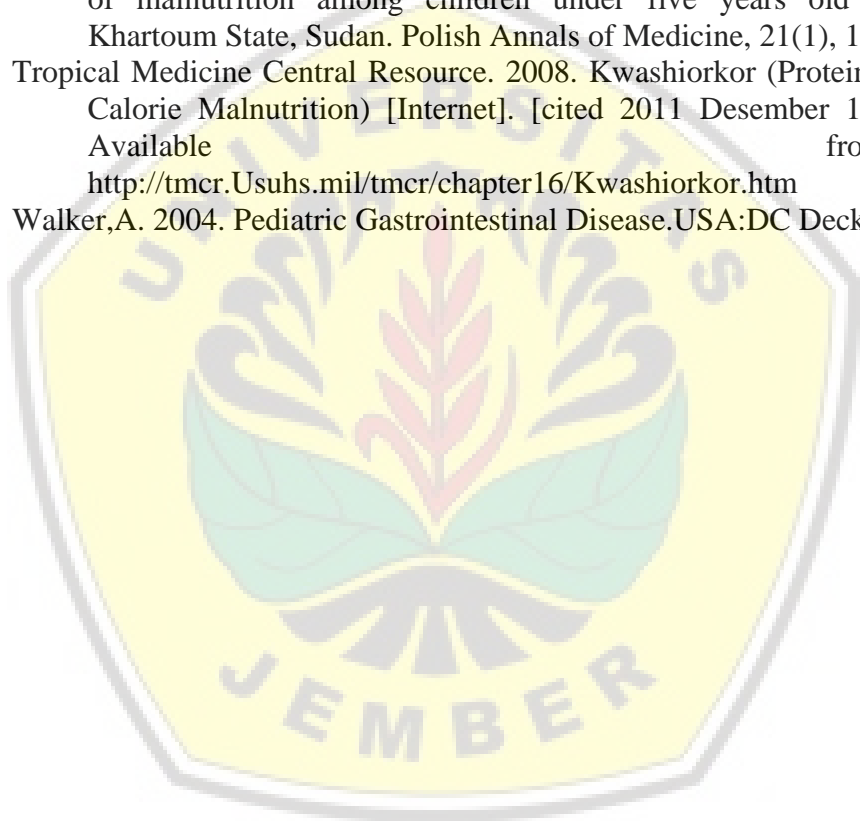 of malnutrition among children under five years old
Khartoum State, Sudan. Polish Annals of Medicine, 21(1), 1
Tropical Medicine Central Resource. 2008. Kwashiorkor (Protein
Calorie Malnutrition) [Internet]. [cited 2011 Desember 1
Available fro
http://tmcr.Usuhs.mil/tmcr/chapter16/Kwashiorkor.htm
Walker,A. 2004. Pediatric Gastrointestinal Disease.USA:DC Deck
UNIVERSITAS
JEMBER